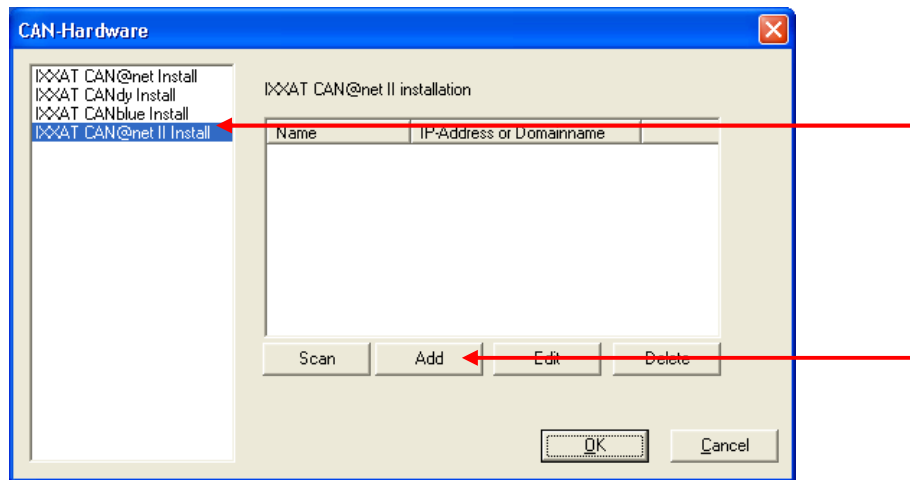 CAN-Hardware
IXXAT CAN@net Install
IXXAT CANdy Install
IXXAT CANblue Install
IXXAT CAN@net II Install
IXXAT CAN@net II installation
Name IP-Address or Domainname
Scan Add Edit Delete
OK Cancel